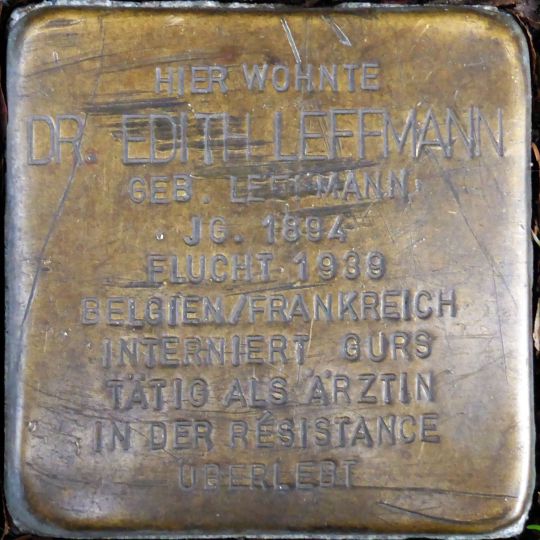 HIER WOHNTE
DR. EDITH LEFFMANN
GEB. LEFFMANN
JG. 1894
FLUCHT 1939
BELGIEN/FRANKREICH
INTERNIERT GURS
TÄTIG ALS ÄRZTIN
IN DER RÉSISTANCE
ÜBERLEBT